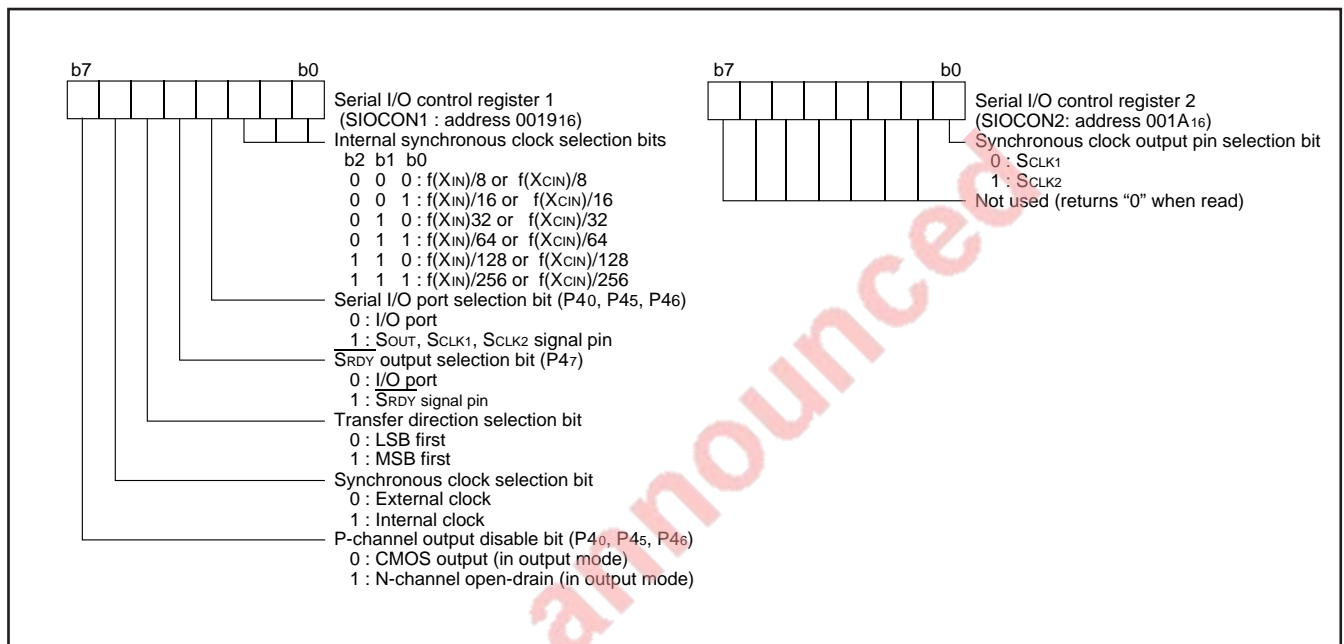 b7 b0
Serial I/O control register 1
(SIOCON1 : address 001916)
Internal synchronous clock selection bits
b2 b1 b0
0 0 0 : f(XIN)/8 or f(XCIN)/8
0 0 1 : f(XIN)/16 or f(XCIN)/16
0 1 0 : f(XIN)32 or f(XCIN)/32
0 1 1 : f(XIN)/64 or f(XCIN)/64
1 1 0 : f(XIN)/128 or f(XCIN)/128
1 1 1 : f(XIN)/256 or f(XCIN)/256
Serial I/O port selection bit (P40, P45, P46)
0 : I/O port
1 : SOUT, SCLK1, SCLK2 signal pin
SRDY output selection bit (P47)
0 : I/O port
1 : SRDY signal pin
Transfer direction selection bit
0 : LSB first
1 : MSB first
Synchronous clock selection bit
0 : External clock
1 : Internal clock
P-channel output disable bit (P40, P45, P46)
0 : CMOS output (in output mode)
1 : N-channel open-drain (in output mode)
b7 b0
Serial I/O control register 2
(SIOCON2: address 001A16)
Synchronous clock output pin selection bit
0 : SCLK1
1 : SCLK2
Not used (returns “0” when read)
announced